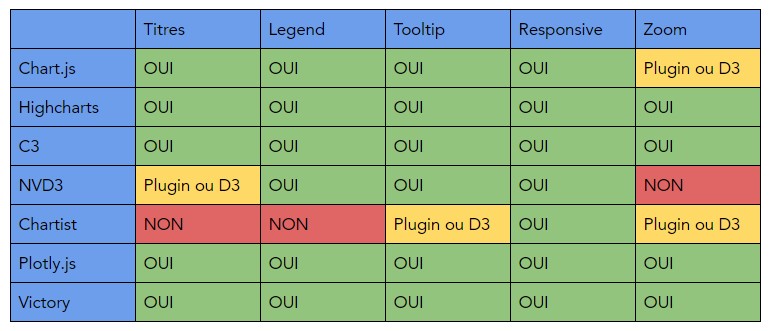 Titres Legend Tooltip Responsive Zoom
Chart.js OUI OUI OUI OUI Plugin ou D3
Highcharts OUI OUI OUI OUI OUI
C3 OUI OUI OUI OUI OUI
NVD3 Plugin ou D3 OUI OUI OUI NON
Chartist NON NON Plugin ou D3 OUI Plugin ou D3
Plotly.js OUI OUI OUI OUI OUI
Victory OUI OUI OUI OUI OUI